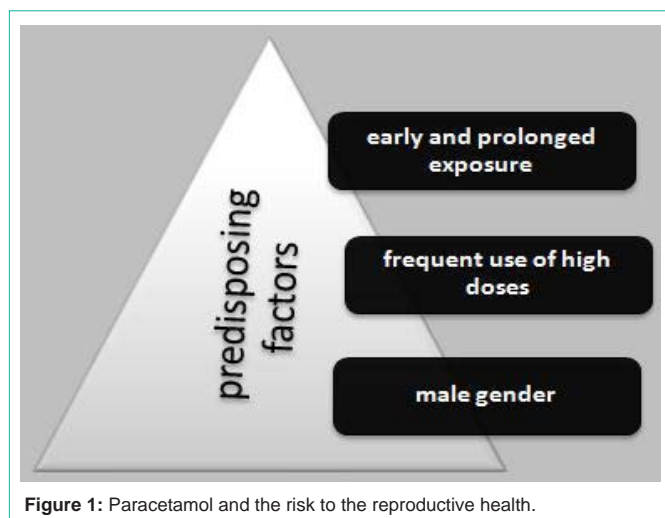 predisposing
factors
early and prolonged
exposure
frequent use of high
doses
male gender
Figure 1: Paracetamol and the risk to the reproductive health.